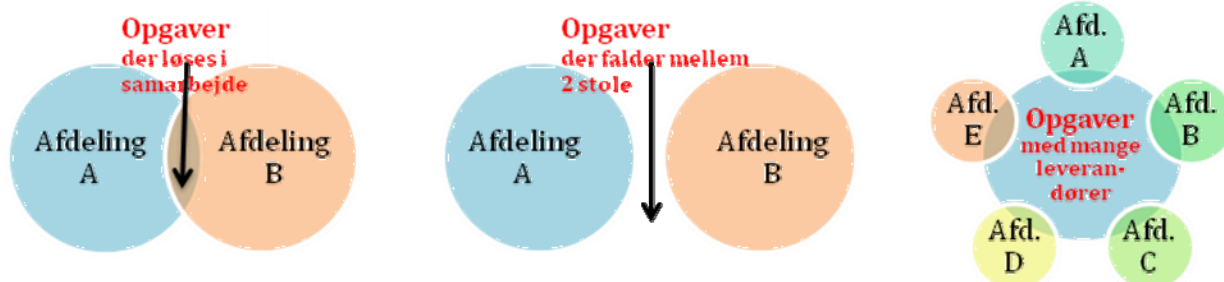 Opgaver
der løses i
samarbejde
Afdeling
A
Afdeling
B
Opgaver
der falder mellem
2 stole
Afdeling
A
Afdeling
B
Afd.
A
Afd.
E
Afd.
B
Opgaver
med mange
leveran-
dører
Afd.
D
Afd.
C